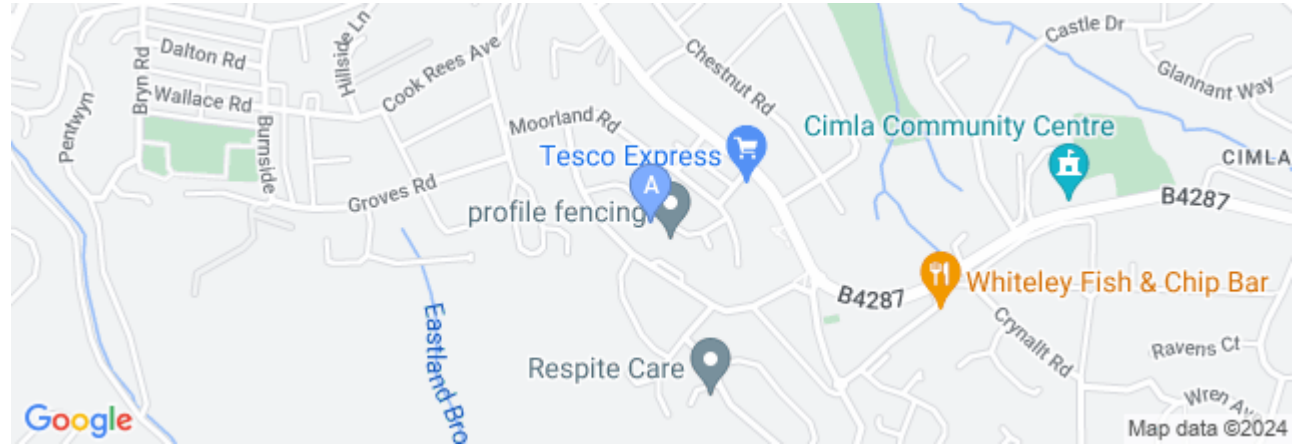 Dalton Rd
Wallace Rd
Bryn Rd
Pentwyn
Burnside
Hillside Ln
Cook Rees Ave
Groves Rd
Moorland Rd
Chestnut Rd
Tesco Express
A
profile fencing
Eastland Bro
Respite Care
Castle Dr
Glannant Way
Cimla Community Centre
CIMLA
B4287
B4287
Whiteley Fish & Chip Bar
Crynallt Rd
Ravens Ct
Wren Ave
Google
Map data ©2024